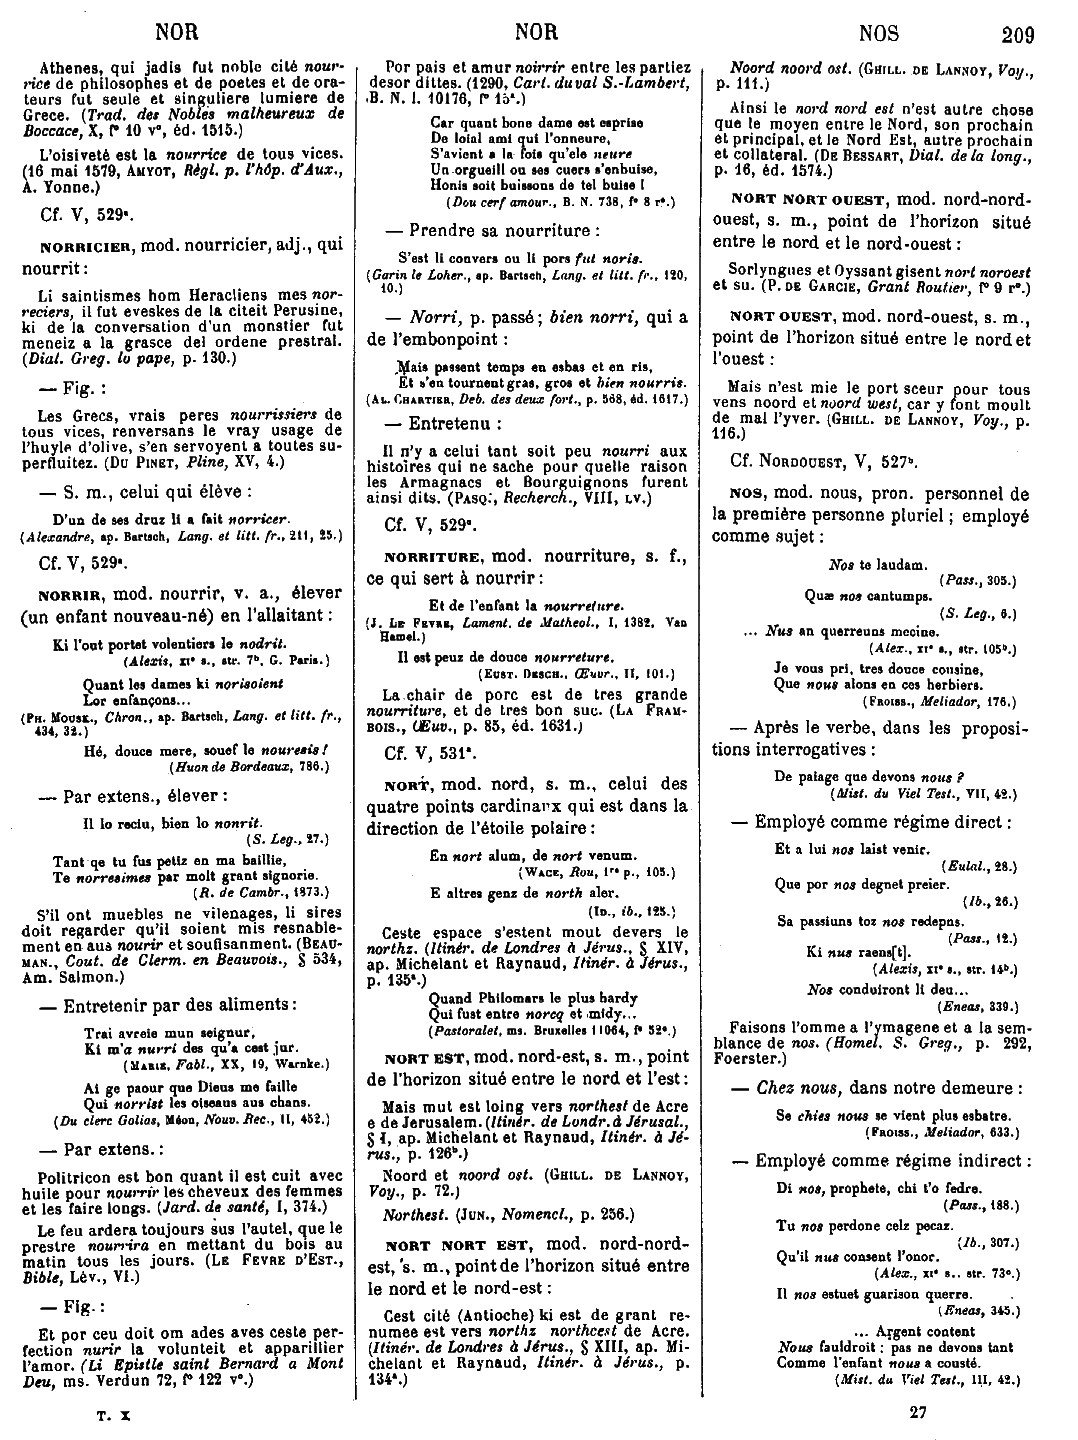 NOR
NOR
NOS
209
Athenes, qui jadis fut noble cité nour-
rice de philosophes et de poetes et de ora-
teurs fut seule et singuliere lumiere de
Grece. (Trad. des Nobles malheureux de
Boccace, X, f° 10 v°, éd. 1515.)
L'oisiveté est la nourrice de tous vices.
(16 mai 1579, AMYOT, Régl. p. l'hôp. d'Aux.,
A. Yonne.)
Cf. V, 529ª.
NORRICIER, mod. nourricier, adj., qui
nourrit :
Li saintismes hom Heracliens mes nor-
reciers, il fut eveskes de la citeit Perusine,
ki de la conversation d'un monstier fut
meneiz a la grasce del ordene prestral.
(Dial. Greg. lo pape, p. 130.)
— Fig. :
Les Grecs, vrais peres nourrissiers de
tous vices, renversans le vray usage de
l'huyle d'olive, s'en servoyent a toutes su-
perfluitez. (DU PINET, Pline, XV, 4.)
— S. m., celui qui élève :
D'un de ses druz li a fait norricer.
(Alexandre, ap. Bartsch, Lang. et litt. fr., 211, 25.)
Cf. V, 529ª.
NORRIR, mod. nourrir, v. a., élever
(un enfant nouveau-né) en l'allaitant :
Ki l'ont portet volentiers le nodrit.
(Alexis, XIᵉ s., str. 7ᵇ, G. Paris.)
Quant les dames ki norisoient
Lor enfançons...
(PH. MOUSK., Chron., ap. Bartsch, Lang. et litt. fr.,
434, 32.)
Hé, douce mere, souef le nouresis !
(Huon de Bordeaux, 786.)
— Par extens., élever :
Il lo reciu, bien lo nonrit.
(S. Leg., 27.)
Tant qe tu fus petiz en ma baillie,
Te norresimes par molt grant signorie.
(R. de Cambr., 1873.)
S'il ont muebles ne vilenages, li sires
doit regarder qu'il soient mis resnable-
ment en aus nourir et souffisanment. (BEAU-
MAN., Cout. de Clerm. en Beauvois., § 534,
Am. Salmon.)
— Entretenir par des aliments :
Trai avreie mun seignur,
Ki m'a nurri des qu'a cest jur.
(MARIE, Fabl., XX, 19, Warnke.)
Ai ge paour que Dieus me faille
Qui norrist les oiseaus aus chans.
(Du clerc Golias, Méon, Nouv. Rec., II, 452.)
— Par extens. :
Politricon est bon quant il est cuit avec
huile pour nourrir les cheveux des femmes
et les faire longs. (Jard. de santé, I, 374.)
Le feu ardera toujours sus l'autel, que le
prestre nourrira en mettant du bois au
matin tous les jours. (LE FEVRE D'EST.,
Bible, Lév., VI.)
— Fig. :
Et por ceu doit om ades aves ceste per-
fection nurir la volunteit et apparillier
l'amor. (Li Epistle saint Bernard a Mont
Deu, ms. Verdun 72, f° 122 v°.)
T. X
Por pais et amur noirrir entre les partiez
desor dittes. (1290, Cart. du val S.-Lambert,
B. N. l. 10176, f° 15ª.)
Car quant bone dame est esprise
De loial ami qui l'onneure,
S'avient a la fois qu'ele neure
Un orgueill ou ses cuers s'enbuise,
Honis soit buissons de tel buise !
(Dou cerf amour., B. N. 738, f° 8 r°.)
— Prendre sa nourriture :
S'est li convers ou li pors fut noris.
(Garin le Loher., ap. Bartsch, Lang. et litt. fr., 120,
10.)
— Norri, p. passé ; bien norri, qui a
de l'embonpoint :
Mais passent temps en esbas et en ris,
Et s'en tournent gras, gros et bien nourris.
(AL. CHARTIER, Deb. des deux fort., p. 568, éd. 1617.)
— Entretenu :
Il n'y a celui tant soit peu nourri aux
histoires qui ne sache pour quelle raison
les Armagnacs et Bourguignons furent
ainsi dits. (PASQ., Recherch., VIII, LV.)
Cf. V, 529ª.
NORRITURE, mod. nourriture, s. f.,
ce qui sert à nourrir :
Et de l'enfant la nourreture.
(J. LE FEVRE, Lament. de Matheol., I, 1382, Van
Hamel.)
Il est peuz de douce nourreture.
(EUST. DESCH., Œuvr., II, 101.)
La chair de porc est de tres grande
nourriture, et de tres bon suc. (LA FRAM-
BOIS., Œuv., p. 85, éd. 1631.)
Cf. V, 531ª.
NORT, mod. nord, s. m., celui des
quatre points cardinaux qui est dans la
direction de l'étoile polaire :
En nort alum, de nort venum.
(WACE, Rou, 1ʳᵉ p., 105.)
E altres genz de north aler.
(ID., ib., 125.)
Ceste espace s'estent mout devers le
northz. (Itinér. de Londres à Jérus., § XIV,
ap. Michelant et Raynaud, Itinér. à Jérus.,
p. 135ª.)
Quand Philomars le plus hardy
Qui fust entre norcq et midy...
(Pastoralet, ms. Bruxelles 11064, f° 52°.)
NORT EST, mod. nord-est, s. m., point
de l'horizon situé entre le nord et l'est :
Mais mut est loing vers northest de Acre
e de Jerusalem. (Itinér. de Londr. à Jérusal.,
§ I, ap. Michelant et Raynaud, Itinér. à Jé-
rus., p. 126ᵇ.)
Noord et noord ost. (GHILL. DE LANNOY,
Voy., p. 72.)
Northest. (JUN., Nomencl., p. 256.)
NORT NORT EST, mod. nord-nord-
est, s. m., point de l'horizon situé entre
le nord et le nord-est :
Cest cité (Antioche) ki est de grant re-
numee est vers northz northcest de Acre.
(Itinér. de Londres à Jérus., § XIII, ap. Mi-
chelant et Raynaud, Itinér. à Jérus., p.
134ª.)
Noord noord ost. (GHILL. DE LANNOY, Voy.,
p. 111.)
Ainsi le nord nord est n'est autre chose
que le moyen entre le Nord, son prochain
et principal, et le Nord Est, autre prochain
et collateral. (DE BESSART, Dial. de la long.,
p. 16, éd. 1574.)
NORT NORT OUEST, mod. nord-nord-
ouest, s. m., point de l'horizon situé
entre le nord et le nord-ouest :
Sorlyngues et Oyssant gisent nort noroest
et su. (P. DE GARCIE, Grant Routier, f° 9 r°.)
NORT OUEST, mod. nord-ouest, s. m.,
point de l'horizon situé entre le nord et
l'ouest :
Mais n'est mie le port sceur pour tous
vens noord et noord west, car y font moult
de mal l'yver. (GHILL. DE LANNOY, Voy., p.
116.)
Cf. NORDOUEST, V, 527ᵇ.
NOS, mod. nous, pron. personnel de
la première personne pluriel ; employé
comme sujet :
Nos te laudam.
(Pass., 305.)
Quæ nos cantumps.
(S. Leg., 6.)
... Nus an querreuns mecine.
(Alex., XIᵉ s., str. 105ᵇ.)
Je vous pri, tres douce cousine,
Que nous alons en ces herbiers.
(FROISS., Meliador, 176.)
— Après le verbe, dans les proposi-
tions interrogatives :
De paiage que devons nous ?
(Mist. du Viel Test., VII, 42.)
— Employé comme régime direct :
Et a lui nos laist venir.
(Eulal., 28.)
Que por nos degnet preier.
(Ib., 26.)
Sa passiuns toz nos redepns.
(Pass., 12.)
Ki nus raens[t].
(Alexis, XIᵉ s., str. 14ᵇ.)
Nos conduiront li deu...
(Eneas, 339.)
Faisons l'omme a l'ymagene et a la sem-
blance de nos. (Homel. S. Greg., p. 292,
Foerster.)
— Chez nous, dans notre demeure :
Se chies nous se vient plus esbatre.
(FROISS., Meliador, 633.)
— Employé comme régime indirect :
Di nos, prophete, chi t'o fedre.
(Pass., 188.)
Tu nos perdone celz pecaz.
(Ib., 307.)
Qu'il nus consent l'onor.
(Alex., XIᵉ s., str. 73ᵉ.)
Il nos estuet guarison querre.
(Eneas, 345.)
... Argent content
Nous fauldroit : pas ne devons tant
Comme l'enfant nous a cousté.
(Mist. du Viel Test., III, 42.)
27